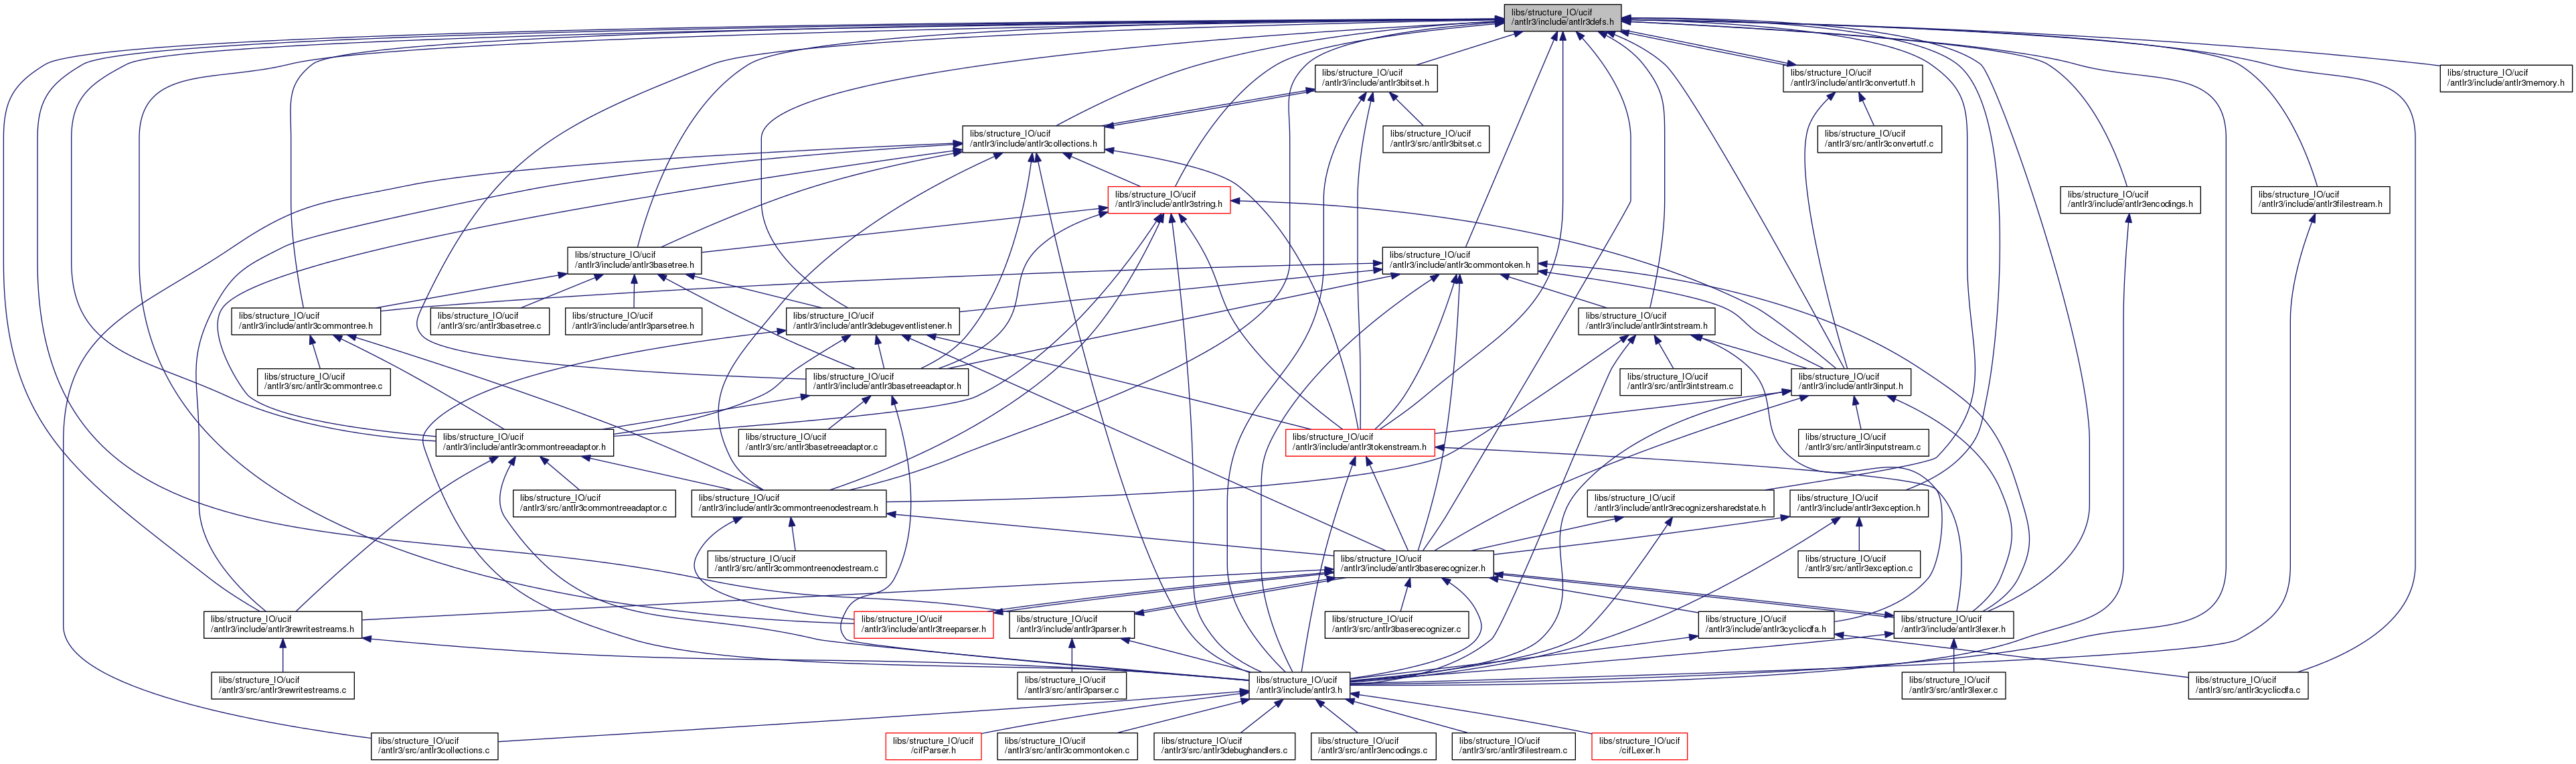 libs/structure_IO/ucif
/antlr3/include/antlr3defs.h
libs/structure_IO/ucif
/antlr3/include/antlr3bitset.h
libs/structure_IO/ucif
/antlr3/include/antlr3convertutf.h
libs/structure_IO/ucif
/antlr3/include/antlr3memory.h
libs/structure_IO/ucif
/antlr3/include/antlr3collections.h
libs/structure_IO/ucif
/antlr3/src/antlr3bitset.c
libs/structure_IO/ucif
/antlr3/src/antlr3convertutf.c
libs/structure_IO/ucif
/antlr3/include/antlr3string.h
libs/structure_IO/ucif
/antlr3/include/antlr3encodings.h
libs/structure_IO/ucif
/antlr3/include/antlr3filestream.h
libs/structure_IO/ucif
/antlr3/include/antlr3basetree.h
libs/structure_IO/ucif
/antlr3/include/antlr3commontoken.h
libs/structure_IO/ucif
/antlr3/include/antlr3commontree.h
libs/structure_IO/ucif
/antlr3/src/antlr3basetree.c
libs/structure_IO/ucif
/antlr3/include/antlr3parsetree.h
libs/structure_IO/ucif
/antlr3/include/antlr3debugeventlistener.h
libs/structure_IO/ucif
/antlr3/include/antlr3intstream.h
libs/structure_IO/ucif
/antlr3/src/antlr3commontree.c
libs/structure_IO/ucif
/antlr3/include/antlr3basetreeadaptor.h
libs/structure_IO/ucif
/antlr3/src/antlr3intstream.c
libs/structure_IO/ucif
/antlr3/include/antlr3input.h
libs/structure_IO/ucif
/antlr3/include/antlr3commontreeadaptor.h
libs/structure_IO/ucif
/antlr3/src/antlr3basetreeadaptor.c
libs/structure_IO/ucif
/antlr3/include/antlr3tokenstream.h
libs/structure_IO/ucif
/antlr3/src/antlr3inputstream.c
libs/structure_IO/ucif
/antlr3/src/antlr3commontreeadaptor.c
libs/structure_IO/ucif
/antlr3/include/antlr3commontreenodestream.h
libs/structure_IO/ucif
/antlr3/include/antlr3recognizersharedstate.h
libs/structure_IO/ucif
/antlr3/include/antlr3exception.h
libs/structure_IO/ucif
/antlr3/src/antlr3commontreenodestream.c
libs/structure_IO/ucif
/antlr3/include/antlr3baserecognizer.h
libs/structure_IO/ucif
/antlr3/src/antlr3exception.c
libs/structure_IO/ucif
/antlr3/include/antlr3rewritestreams.h
libs/structure_IO/ucif
/antlr3/include/antlr3treeparser.h
libs/structure_IO/ucif
/antlr3/include/antlr3parser.h
libs/structure_IO/ucif
/antlr3/src/antlr3baserecognizer.c
libs/structure_IO/ucif
/antlr3/include/antlr3cyclicdfa.h
libs/structure_IO/ucif
/antlr3/include/antlr3lexer.h
libs/structure_IO/ucif
/antlr3/src/antlr3rewritestreams.c
libs/structure_IO/ucif
/antlr3/src/antlr3parser.c
libs/structure_IO/ucif
/antlr3/include/antlr3.h
libs/structure_IO/ucif
/antlr3/src/antlr3lexer.c
libs/structure_IO/ucif
/antlr3/src/antlr3cyclicdfa.c
libs/structure_IO/ucif
/antlr3/src/antlr3collections.c
libs/structure_IO/ucif
/cifParser.h
libs/structure_IO/ucif
/antlr3/src/antlr3commontoken.c
libs/structure_IO/ucif
/antlr3/src/antlr3debughandlers.c
libs/structure_IO/ucif
/antlr3/src/antlr3encodings.c
libs/structure_IO/ucif
/antlr3/src/antlr3filestream.c
libs/structure_IO/ucif
/cifLexer.h